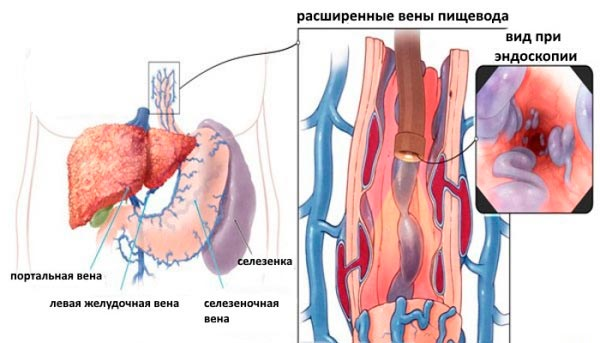 расширенные вены пищевода
вид при
эндоскопии
портальная вена
левая желудочная вена
селезеночная
вена
селезенка